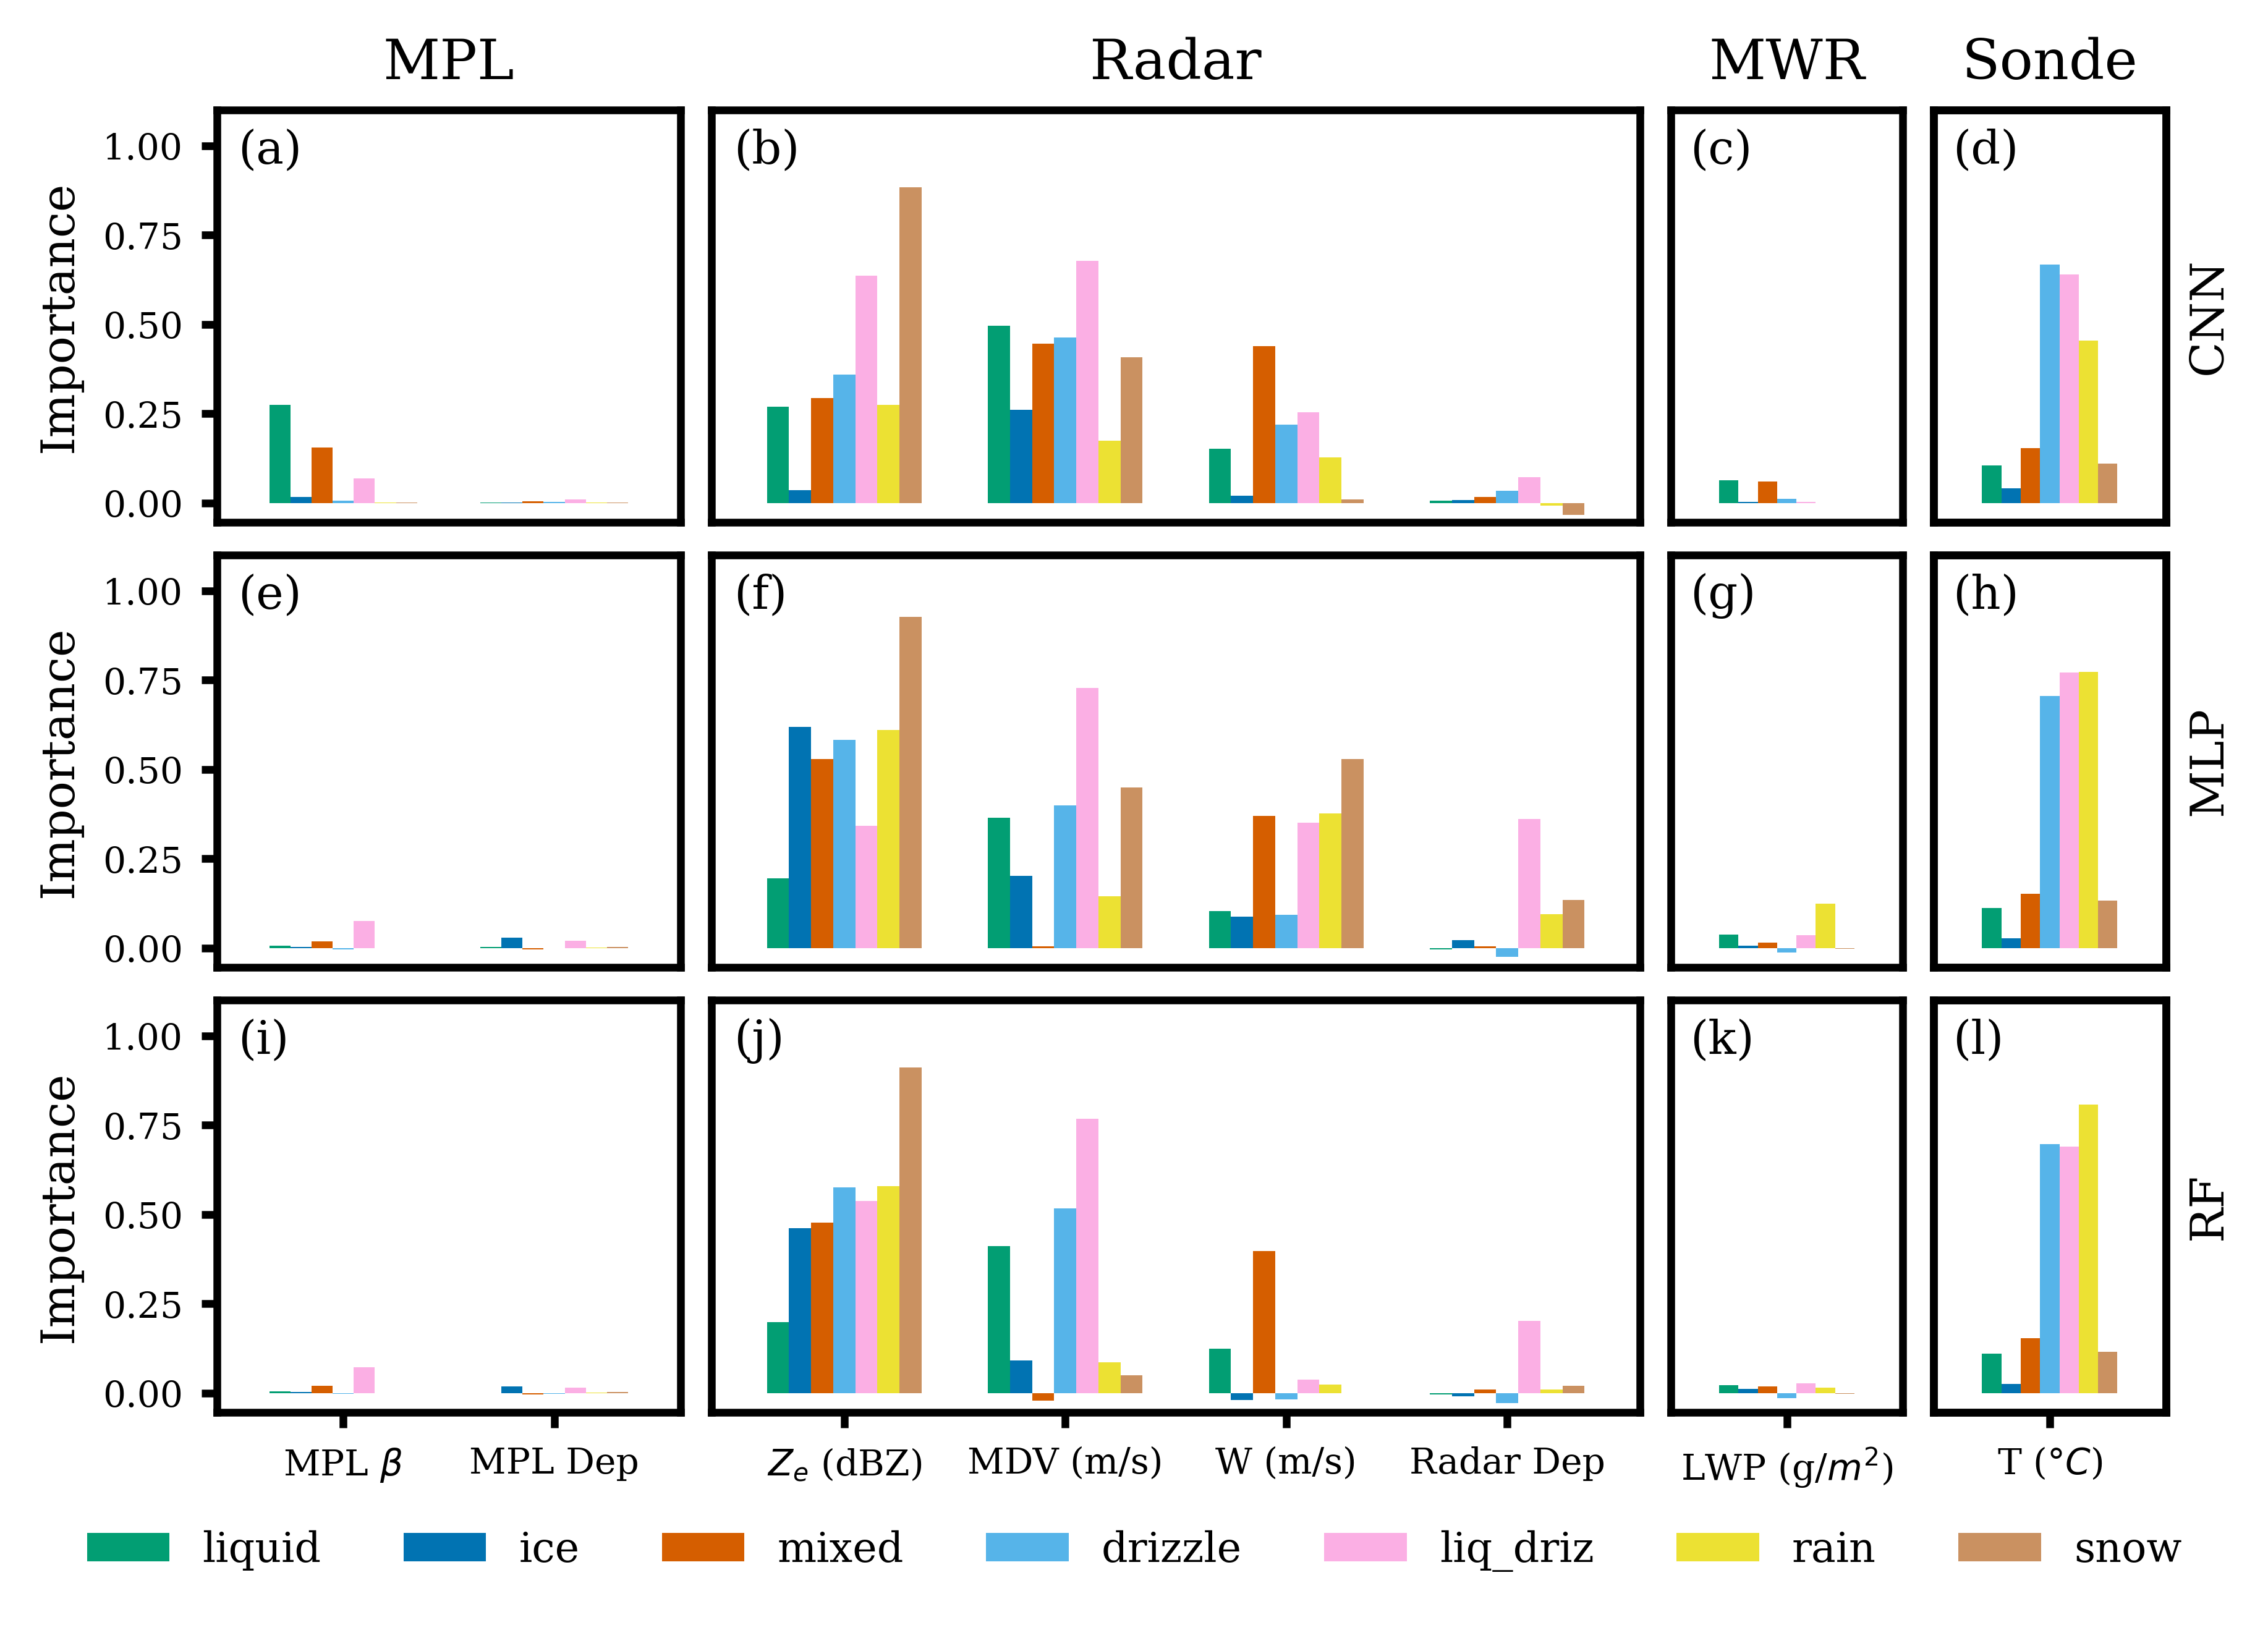 MPL Radar MWR Sonde
(a) (b) (c) (d)
1.00
0.75
0.50
0.25
0.00
Importance
CNN
(e) (f) (g) (h)
1.00
0.75
0.50
0.25
0.00
Importance
MLP
(i) (j) (k) (l)
1.00
0.75
0.50
0.25
0.00
Importance
RF
MPL β MPL Dep Zₑ (dBZ) MDV (m/s) W (m/s) Radar Dep LWP (g/m²) T (°C)
liquid ice mixed drizzle liq_driz rain snow